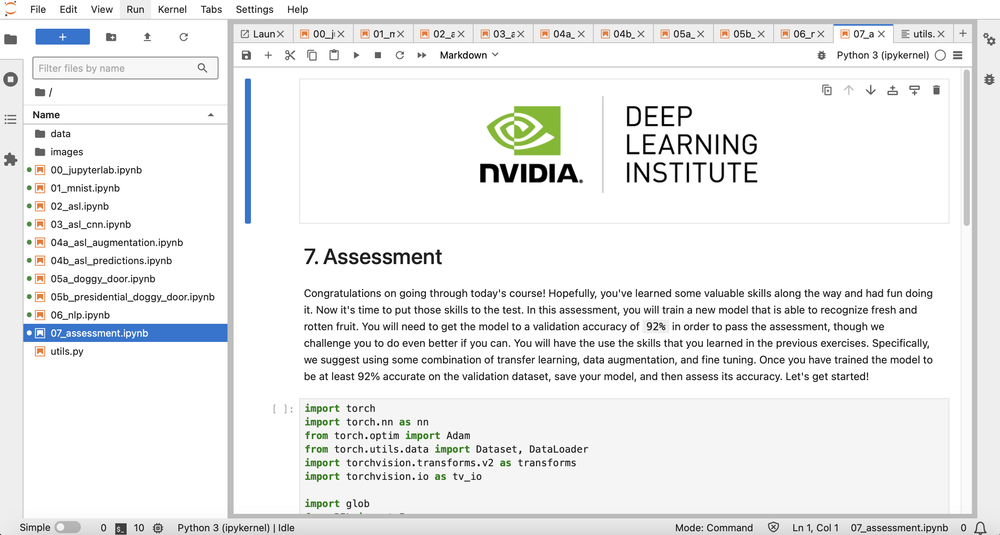 File Edit View Run Kernel Tabs Settings Help
Laun 00_j 01_m 02_a 03_a 04a_ 04b_ 05a_ 05b_ 06_r 07_a utils.
Markdown
Python 3 (ipykernel)
Filter files by name
/
Name
data
images
00_jupyterlab.ipynb
01_mnist.ipynb
02_asl.ipynb
03_asl_cnn.ipynb
04a_asl_augmentation.ipynb
04b_asl_predictions.ipynb
05a_doggy_door.ipynb
05b_presidential_doggy_door.ipynb
06_nlp.ipynb
07_assessment.ipynb
utils.py
NVIDIA®
DEEP
LEARNING
INSTITUTE
7. Assessment
Congratulations on going through today's course! Hopefully, you've learned some valuable skills along the way and had fun doing
it. Now it's time to put those skills to the test. In this assessment, you will train a new model that is able to recognize fresh and
rotten fruit. You will need to get the model to a validation accuracy of 92% in order to pass the assessment, though we
challenge you to do even better if you can. You will have the use the skills that you learned in the previous exercises. Specifically,
we suggest using some combination of transfer learning, data augmentation, and fine tuning. Once you have trained the model to
be at least 92% accurate on the validation dataset, save your model, and then assess its accuracy. Let's get started!
[ ]:
import torch
import torch.nn as nn
from torch.optim import Adam
from torch.utils.data import Dataset, DataLoader
import torchvision.transforms.v2 as transforms
import torchvision.io as tv_io
import glob
Simple 0 $_ 10 Python 3 (ipykernel) | Idle
Mode: Command Ln 1, Col 1 07_assessment.ipynb 0